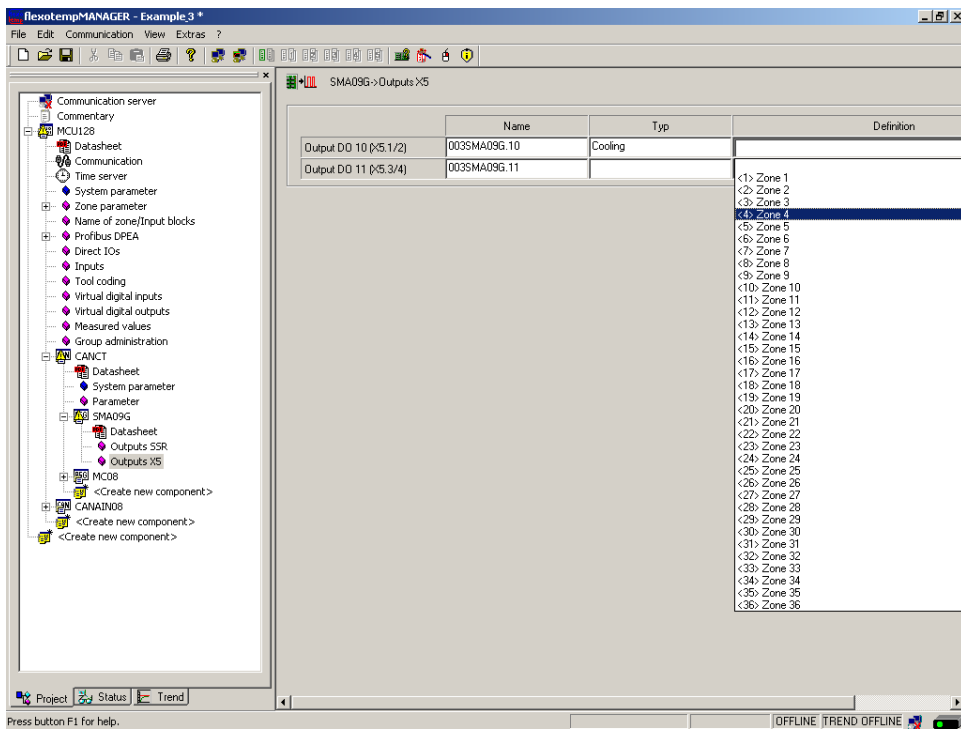 flexotempMANAGER - Example_3 *
File Edit Communication View Extras ?
SMA09G->Outputs X5
Communication server
Commentary
MCU128
Datasheet
Communication
Time server
System parameter
Zone parameter
Name of zone/Input blocks
Profibus DPEA
Direct IOs
Inputs
Tool coding
Virtual digital inputs
Virtual digital outputs
Measured values
Group administration
CANCT
Datasheet
System parameter
Parameter
SMA09G
Datasheet
Outputs SSR
Outputs X5
MC08
<Create new component>
CANAIN08
<Create new component>
<Create new component>
Name Typ Definition
Output DO 10 (X5.1/2) 003SMA09G.10 Cooling
Output DO 11 (X5.3/4) 003SMA09G.11
<1> Zone 1
<2> Zone 2
<3> Zone 3
<4> Zone 4
<5> Zone 5
<6> Zone 6
<7> Zone 7
<8> Zone 8
<9> Zone 9
<10> Zone 10
<11> Zone 11
<12> Zone 12
<13> Zone 13
<14> Zone 14
<15> Zone 15
<16> Zone 16
<17> Zone 17
<18> Zone 18
<19> Zone 19
<20> Zone 20
<21> Zone 21
<22> Zone 22
<23> Zone 23
<24> Zone 24
<25> Zone 25
<26> Zone 26
<27> Zone 27
<28> Zone 28
<29> Zone 29
<30> Zone 30
<31> Zone 31
<32> Zone 32
<33> Zone 33
<34> Zone 34
<35> Zone 35
<36> Zone 36
Project Status Trend
Press button F1 for help.
OFFLINE TREND OFFLINE